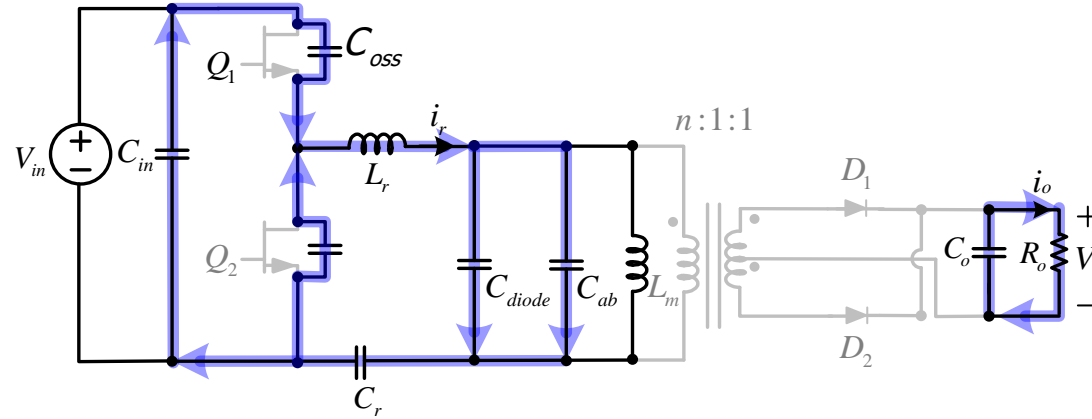 C_oss
Q_1
n:1:1
i_r
D_1
i_o
+
V_in
+
−
C_in
L_r
C_o
R_o
V
Q_2
C_diode
C_ab
L_m
−
D_2
C_r